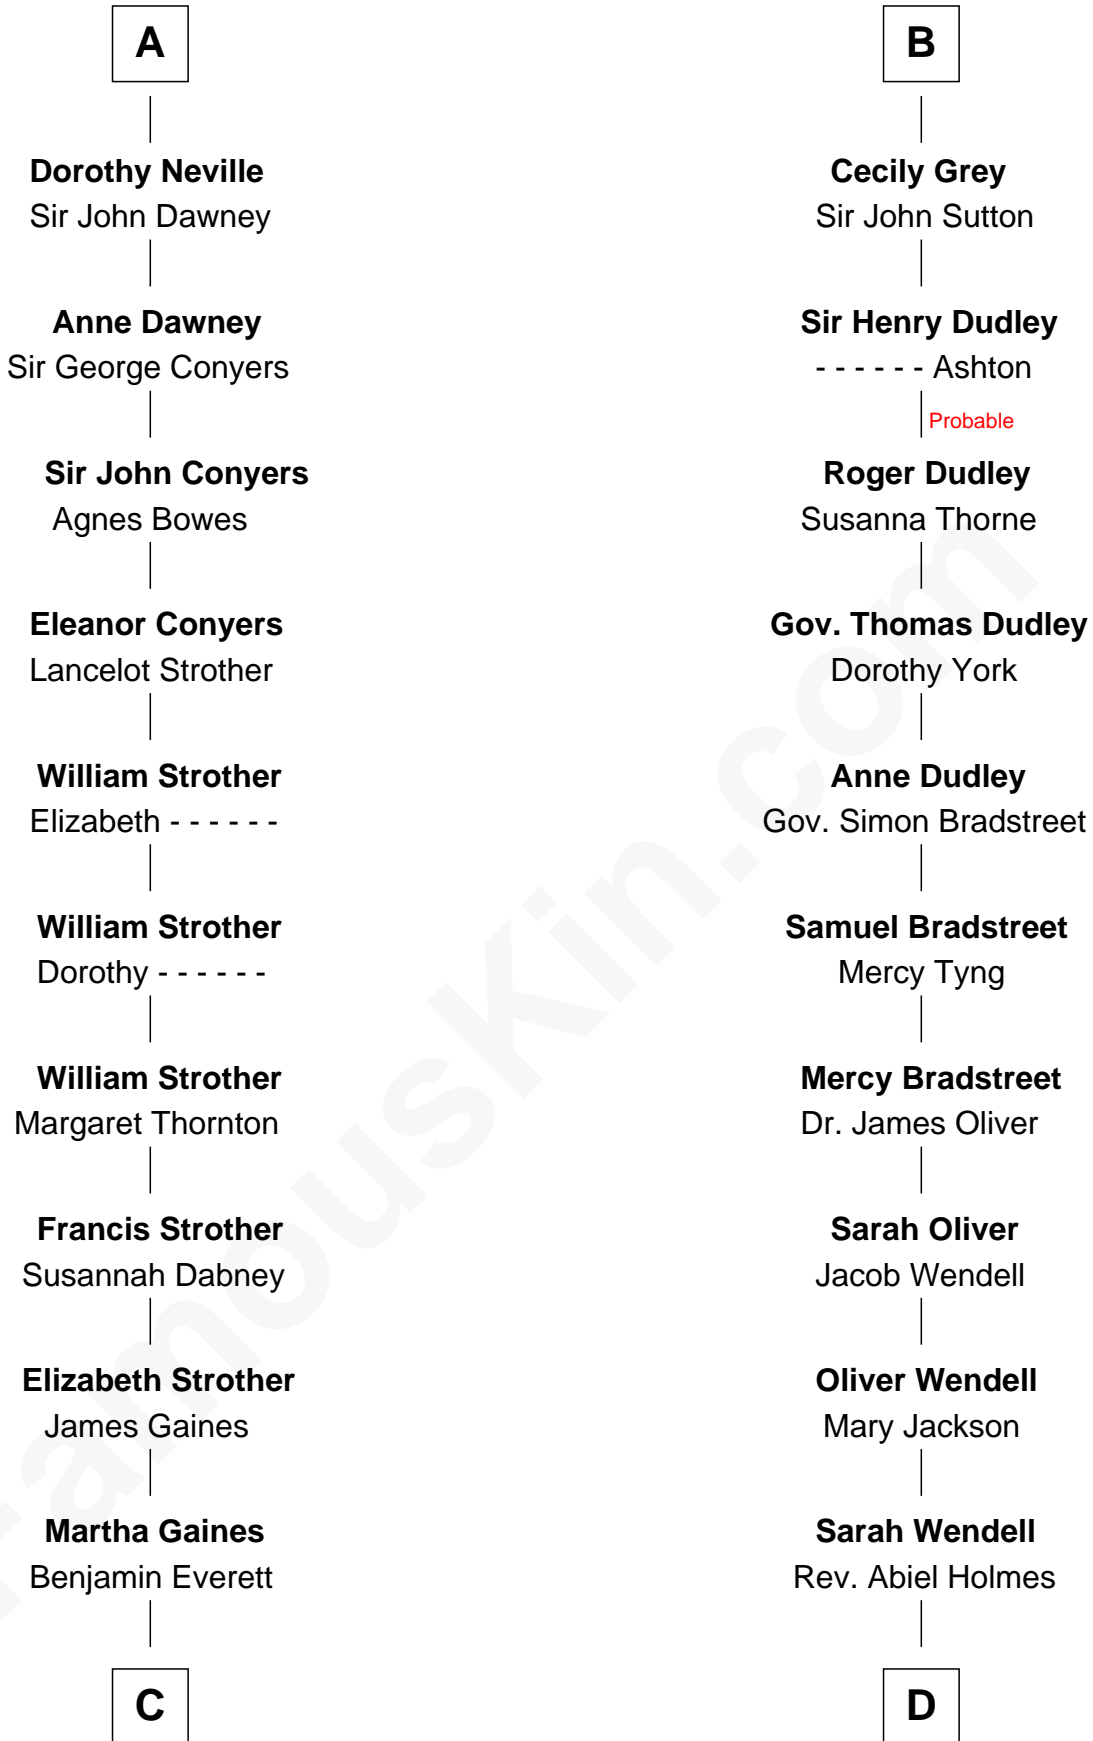 A
Dorothy Neville
Sir John Dawney
Anne Dawney
Sir George Conyers
Sir John Conyers
Agnes Bowes
Eleanor Conyers
Lancelot Strother
William Strother
Elizabeth - - - - - -
William Strother
Dorothy - - - - - -
William Strother
Margaret Thornton
Francis Strother
Susannah Dabney
Elizabeth Strother
James Gaines
Martha Gaines
Benjamin Everett
C
B
Cecily Grey
Sir John Sutton
Sir Henry Dudley
- - - - - - Ashton
Probable
Roger Dudley
Susanna Thorne
Gov. Thomas Dudley
Dorothy York
Anne Dudley
Gov. Simon Bradstreet
Samuel Bradstreet
Mercy Tyng
Mercy Bradstreet
Dr. James Oliver
Sarah Oliver
Jacob Wendell
Oliver Wendell
Mary Jackson
Sarah Wendell
Rev. Abiel Holmes
D
FamousKin.com